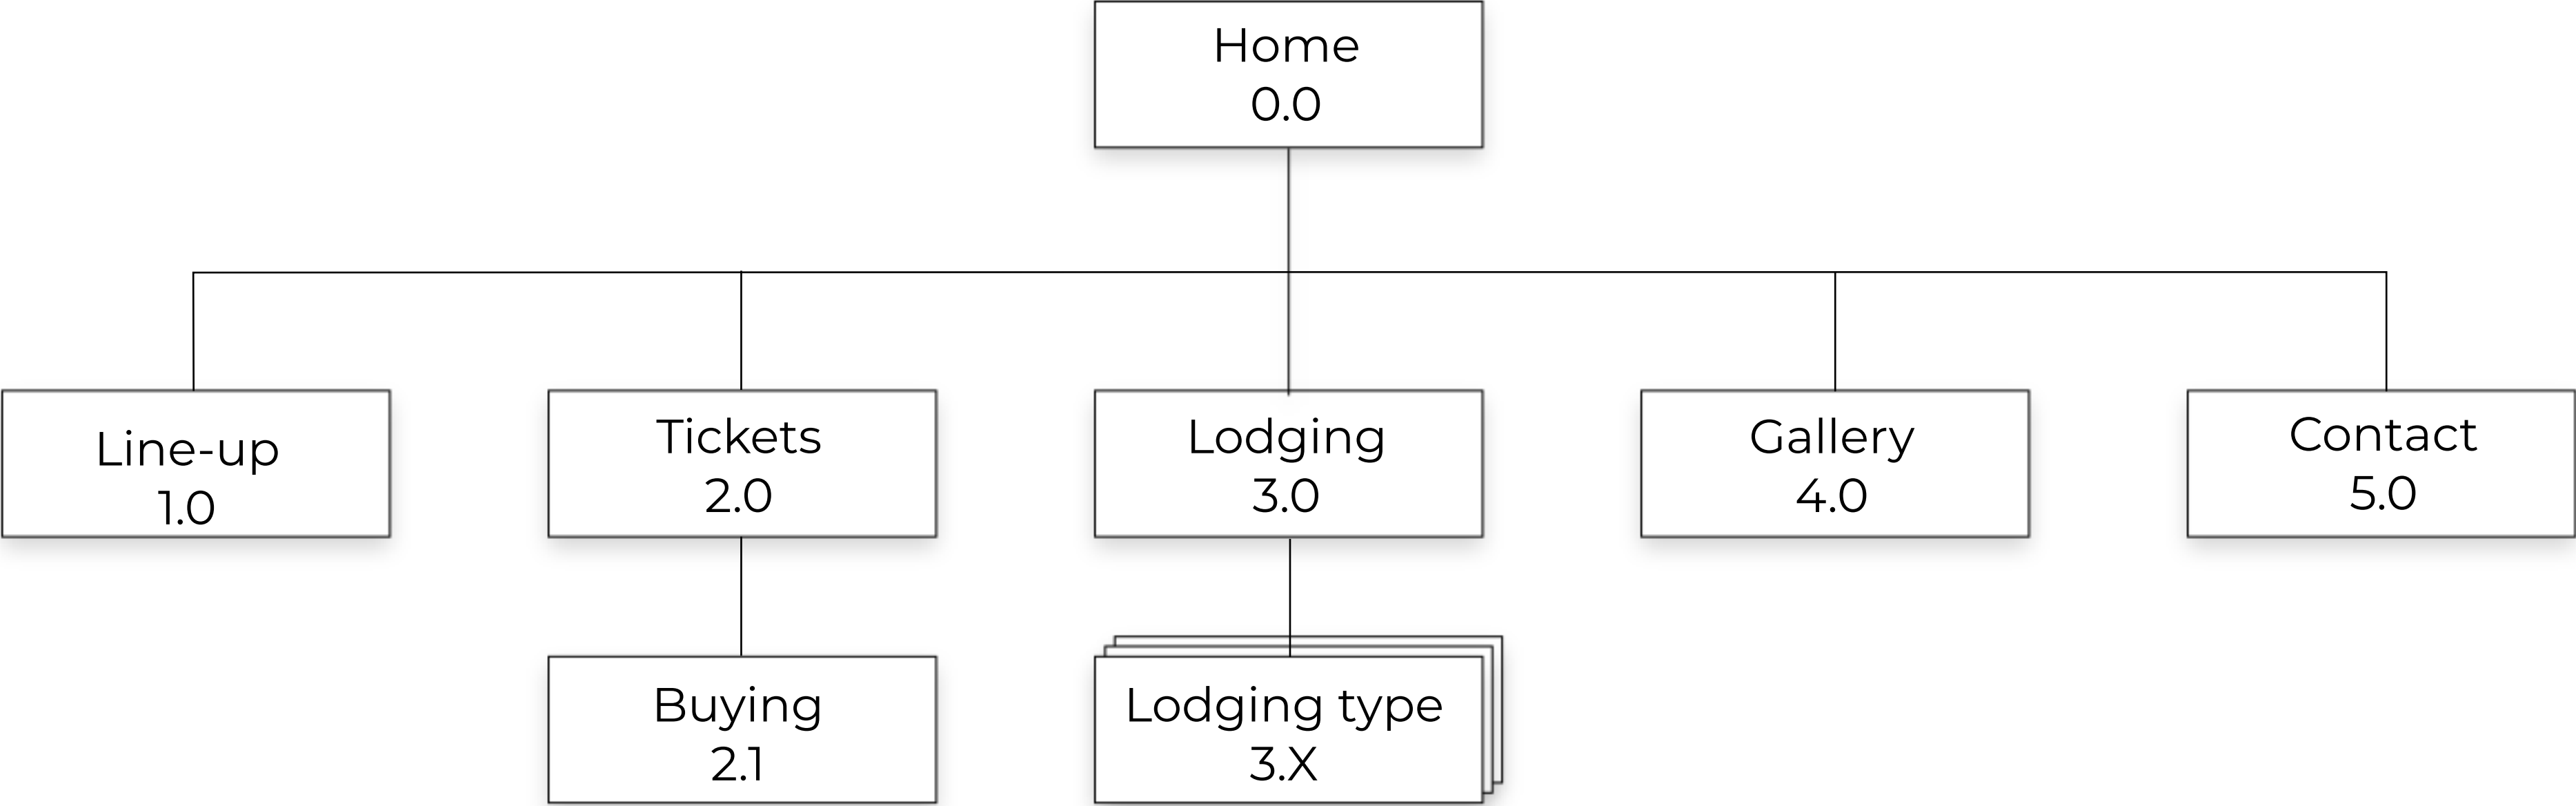 Home
0.0
Line-up
1.0
Tickets
2.0
Lodging
3.0
Gallery
4.0
Contact
5.0
Buying
2.1
Lodging type
3.X